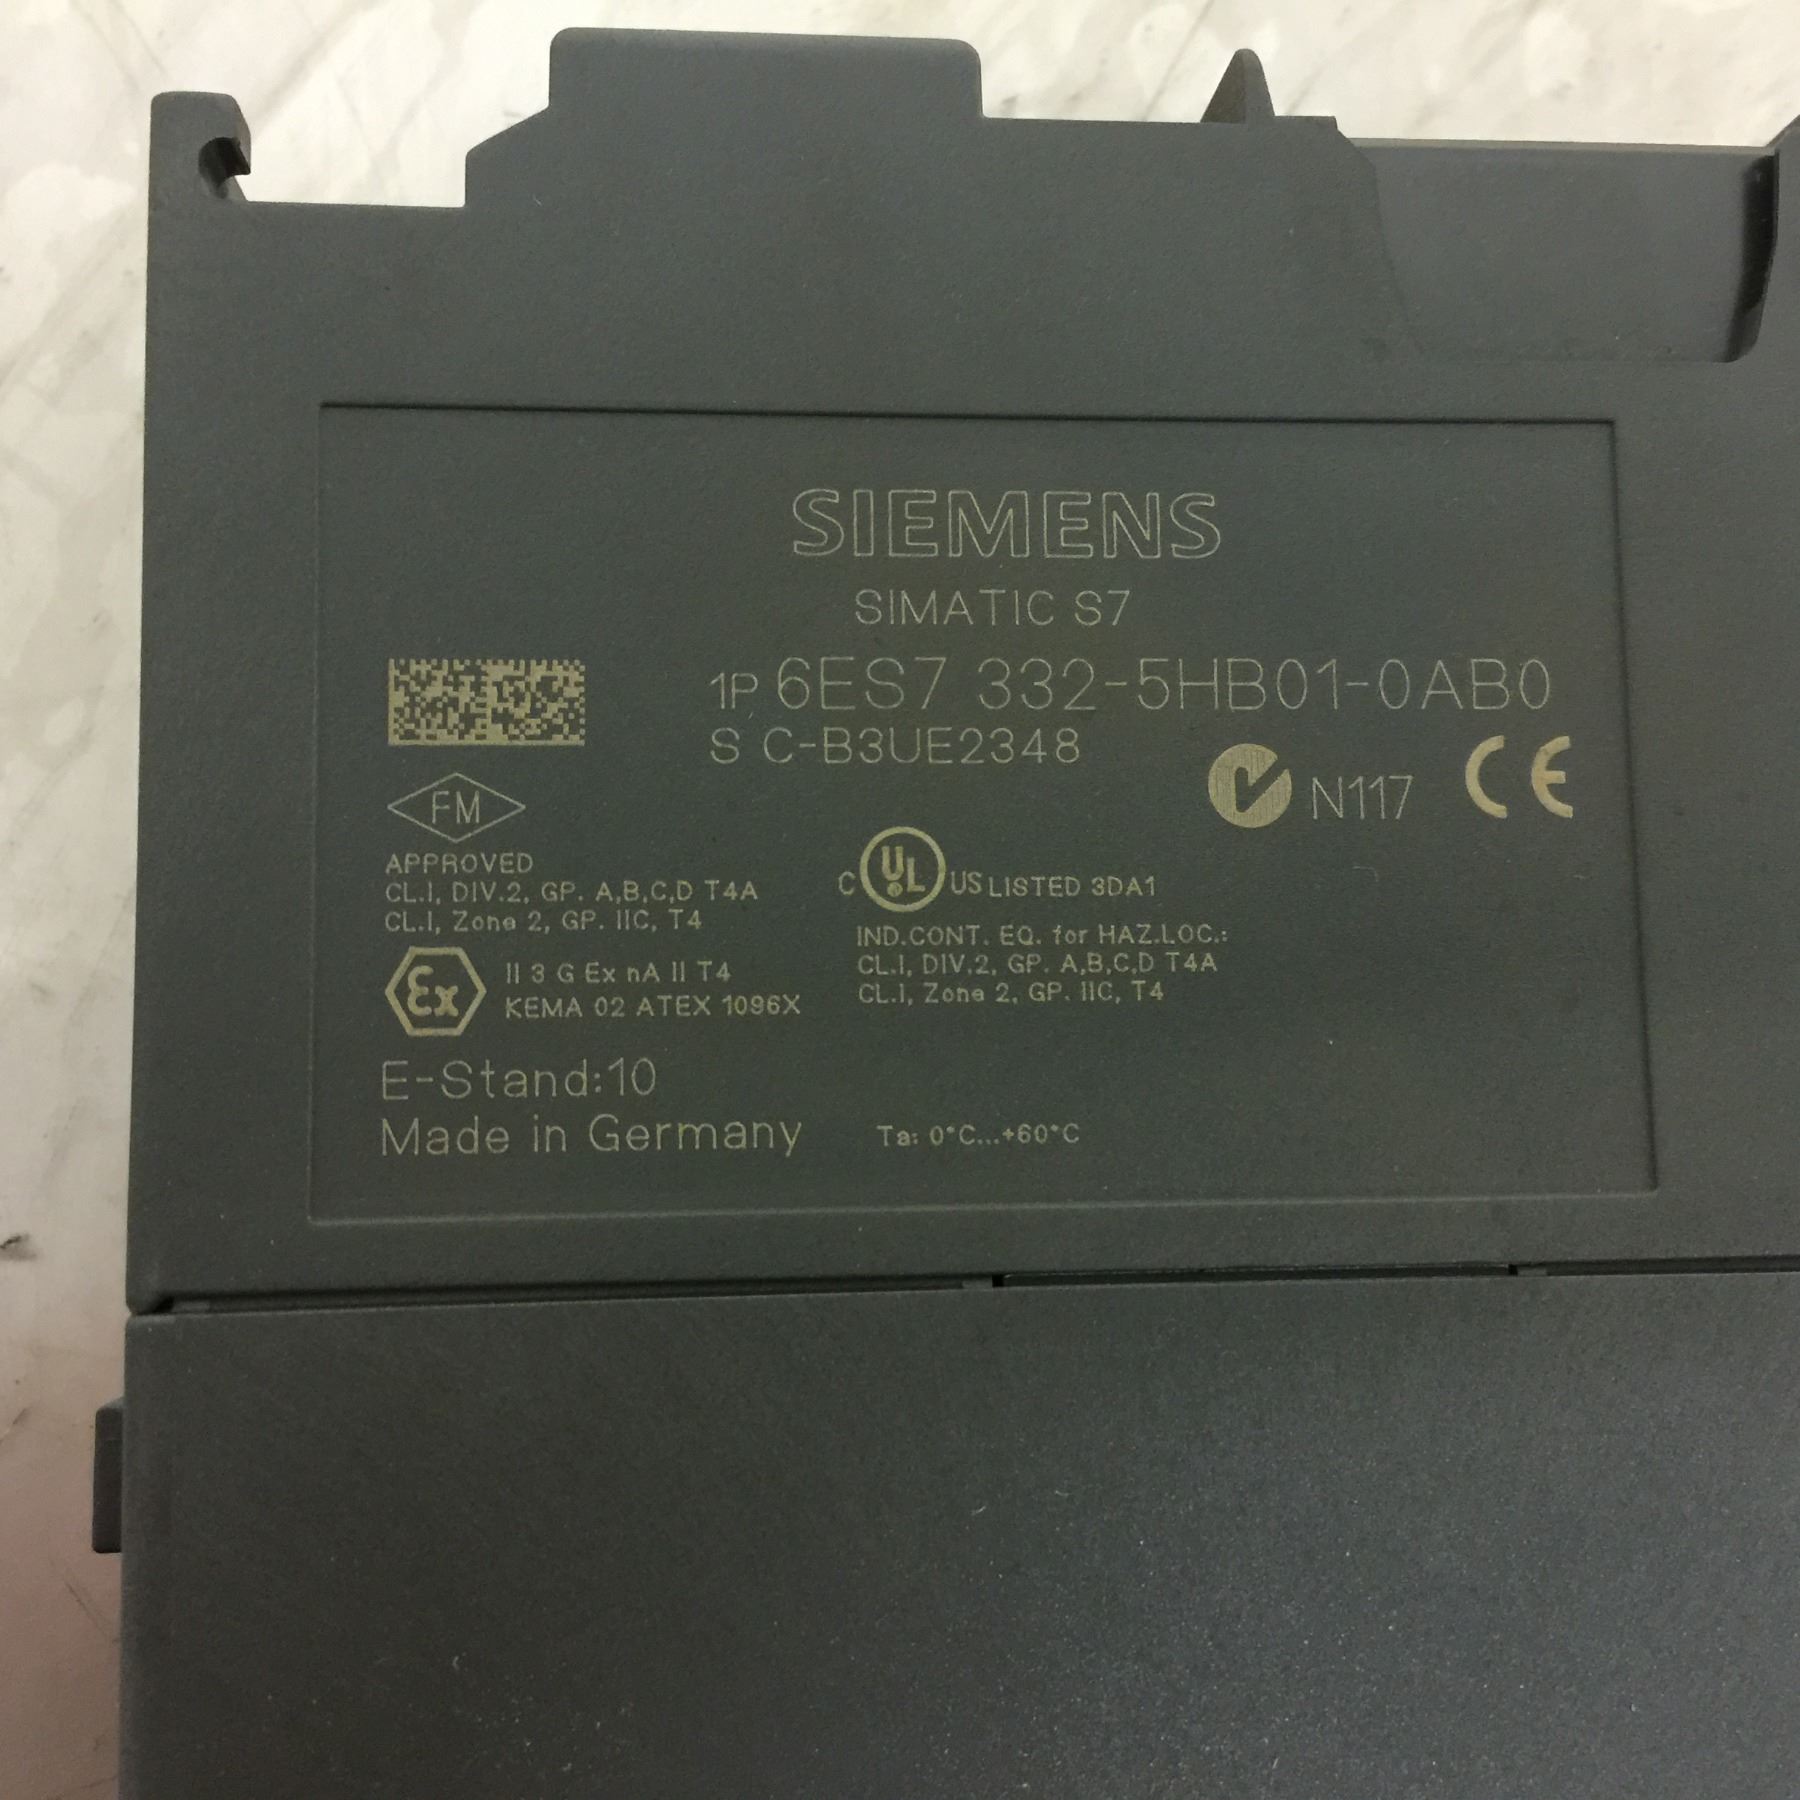 SIEMENS
SIMATIC S7
1P 6ES7 332-5HB01-0AB0
S C-B3UE2348
N117 CE
FM
APPROVED
CL.I, DIV.2, GP. A,B,C,D T4A
CL.I, Zone 2, GP. IIC, T4
C UL US LISTED 3DA1
IND.CONT. EQ. for HAZ.LOC.:
CL.I, DIV.2, GP. A,B,C,D T4A
CL.I, Zone 2, GP. IIC, T4
Ex II 3 G Ex nA II T4
KEMA 02 ATEX 1096X
E-Stand:10
Made in Germany
Ta: 0°C...+60°C